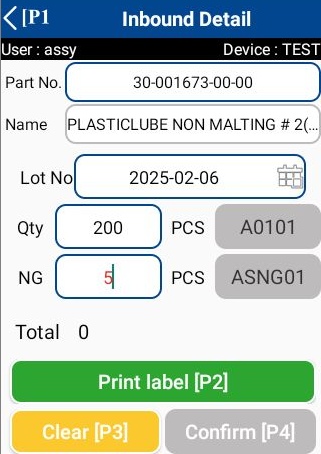 [P1 Inbound Detail
User : assy Device : TEST
Part No. 30-001673-00-00
Name PLASTICLUBE NON MALTING # 2(...
Lot No 2025-02-06
Qty 200 PCS A0101
NG 5 PCS ASNG01
Total 0
Print label [P2]
Clear [P3] Confirm [P4]